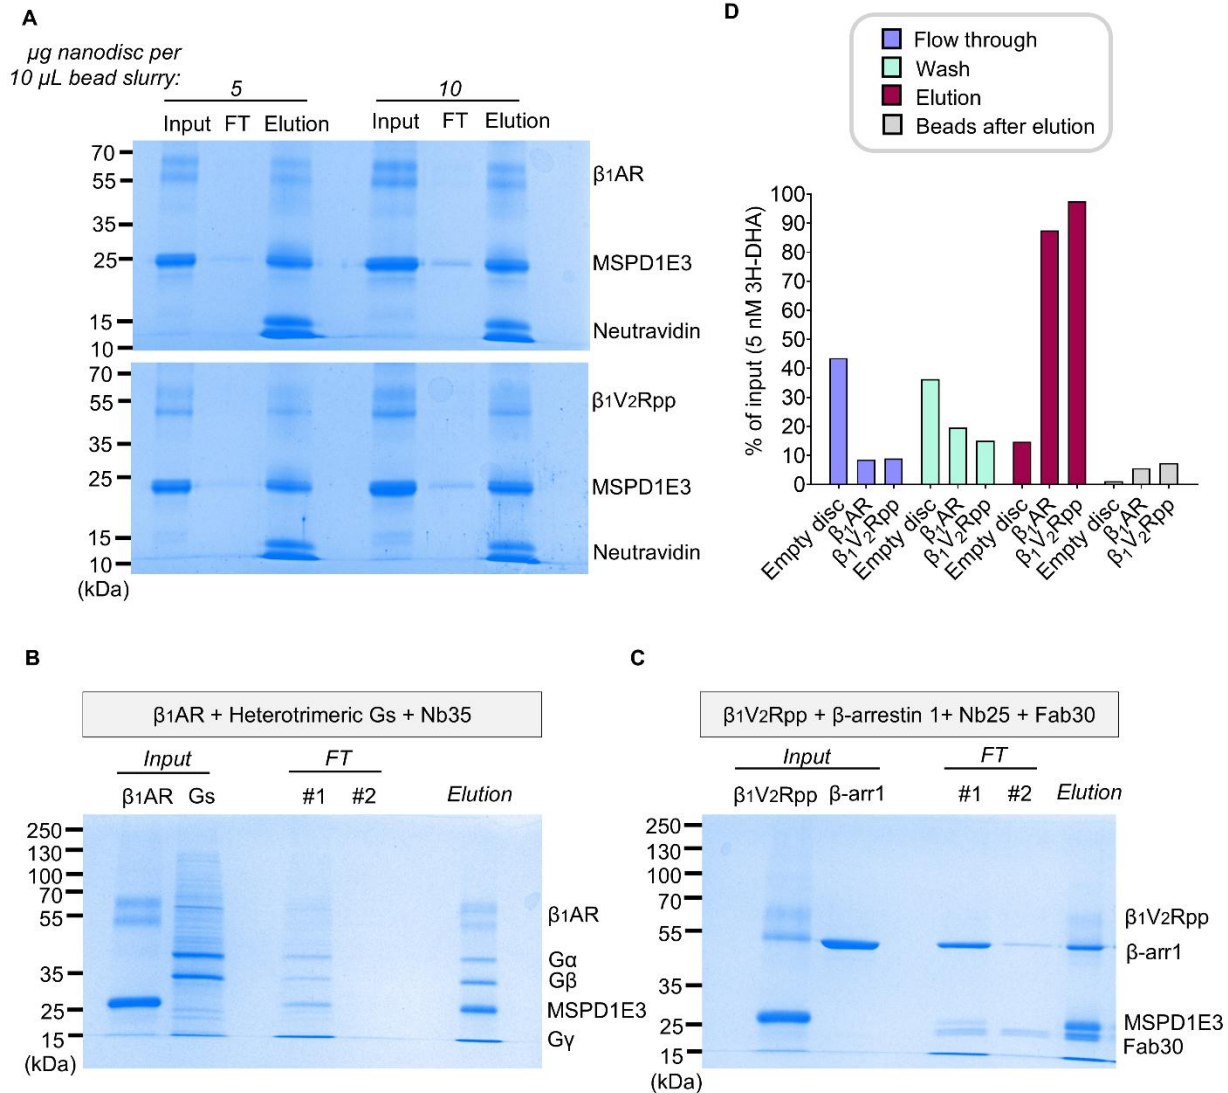 A
µg nanodisc per
10 µL bead slurry:
5
10
Input FT Elution
Input FT Elution
70
55
35
25
15
10
β1AR
MSPD1E3
Neutravidin
70
55
35
25
15
10
(kDa)
β1V2Rpp
MSPD1E3
Neutravidin
D
Flow through
Wash
Elution
Beads after elution
% of input (5 nM 3H-DHA)
100
90
80
70
60
50
40
30
20
10
0
Empty disc
β1AR
β1V2Rpp
Empty disc
β1AR
β1V2Rpp
Empty disc
β1AR
β1V2Rpp
Empty disc
β1AR
β1V2Rpp
B
β1AR + Heterotrimeric Gs + Nb35
Input
FT
β1AR Gs
#1 #2
Elution
250
130
100
70
55
35
25
15
(kDa)
β1AR
Gα
Gβ
MSPD1E3
Gγ
C
β1V2Rpp + β-arrestin 1+ Nb25 + Fab30
Input
FT
β1V2Rpp β-arr1
#1 #2
Elution
250
130
100
70
55
35
25
15
(kDa)
β1V2Rpp
β-arr1
MSPD1E3
Fab30